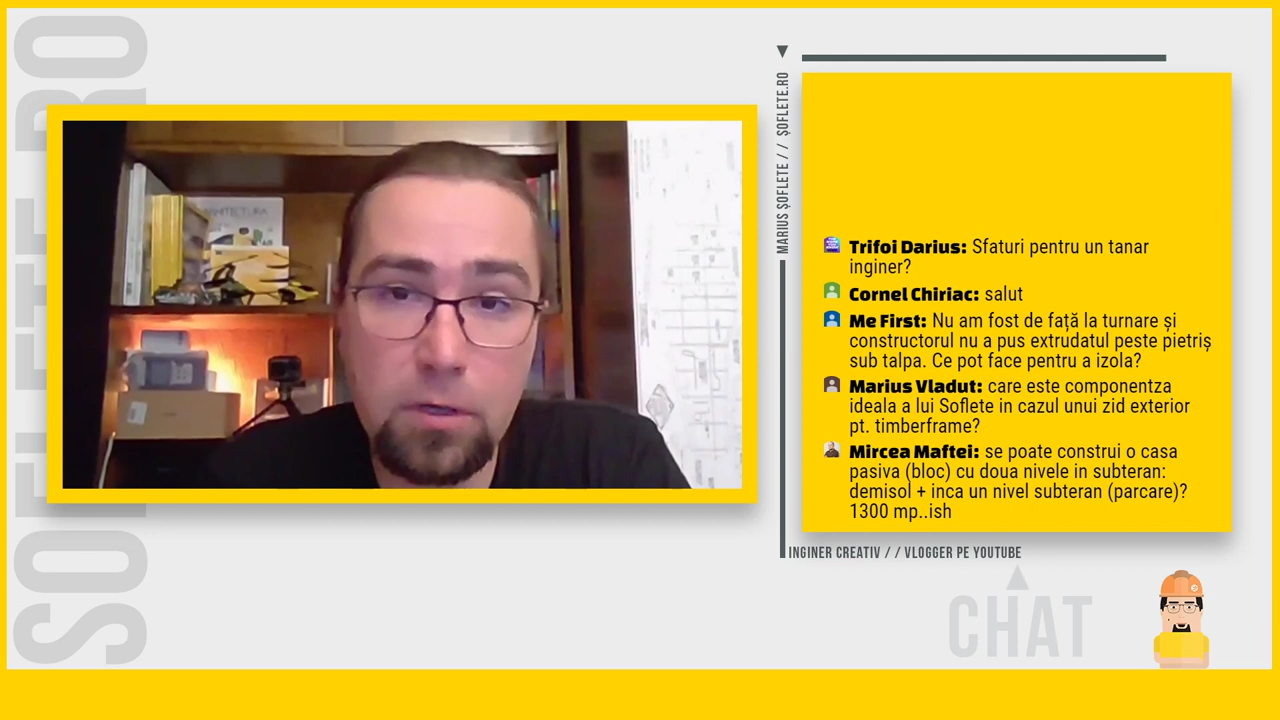 SOFLETE.RO
ARHITECTURA
MARIUS ȘOFLETE // ȘOFLETE.RO
Trifoi Darius: Sfaturi pentru un tanar
inginer?
Cornel Chiriac: salut
Me First: Nu am fost de față la turnare și
constructorul nu a pus extrudatul peste pietriș
sub talpa. Ce pot face pentru a izola?
Marius Vladut: care este componentza
ideala a lui Soflete in cazul unui zid exterior
pt. timberframe?
Mircea Maftei: se poate construi o casa
pasiva (bloc) cu doua nivele in subteran:
demisol + inca un nivel subteran (parcare)?
1300 mp..ish
INGINER CREATIV // VLOGGER PE YOUTUBE
CHAT